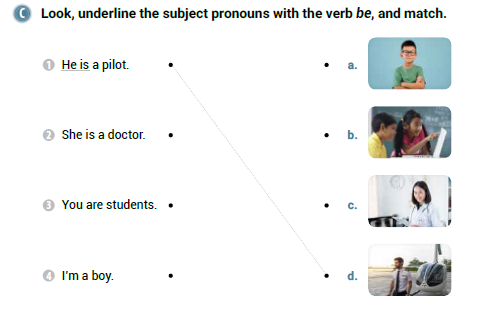 C Look, underline the subject pronouns with the verb be, and match.
1 He is a pilot. a.
2 She is a doctor. b.
3 You are students. c.
4 I'm a boy. d.